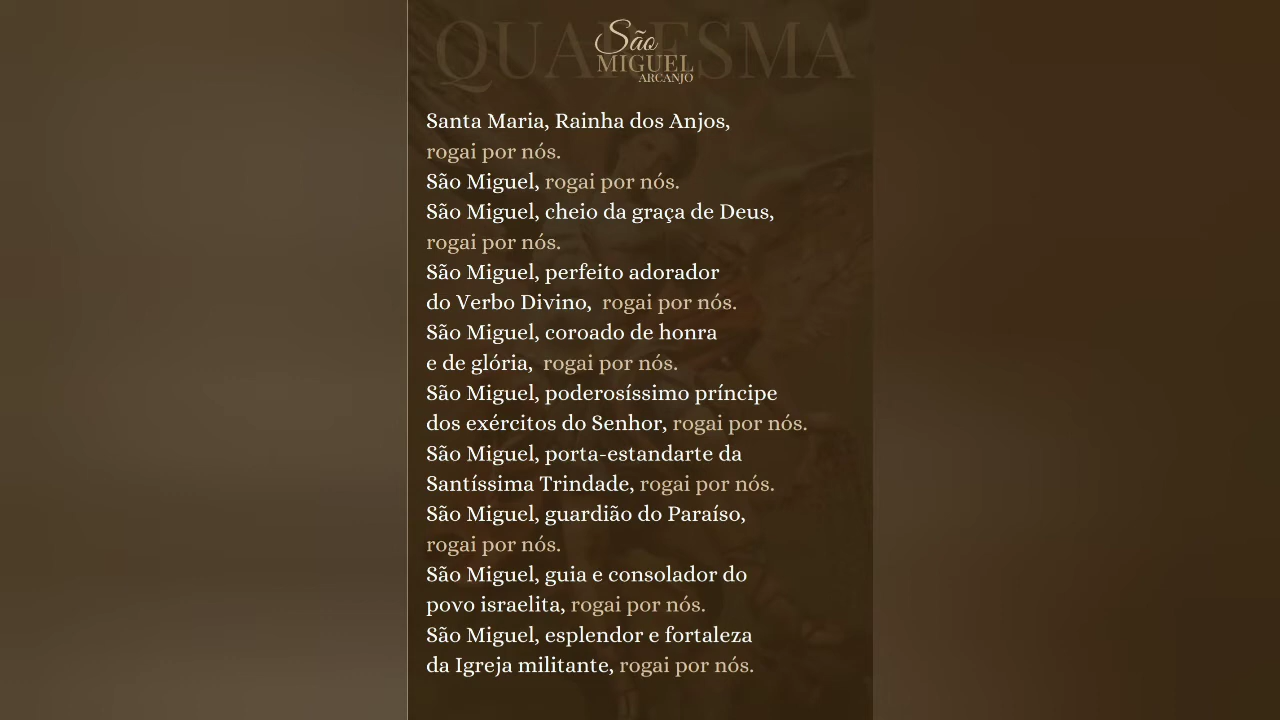 QUARESMA
São
MIGUEL
ARCANJO
Santa Maria, Rainha dos Anjos,
rogai por nós.
São Miguel, rogai por nós.
São Miguel, cheio da graça de Deus,
rogai por nós.
São Miguel, perfeito adorador
do Verbo Divino, rogai por nós.
São Miguel, coroado de honra
e de glória, rogai por nós.
São Miguel, poderosíssimo príncipe
dos exércitos do Senhor, rogai por nós.
São Miguel, porta-estandarte da
Santíssima Trindade, rogai por nós.
São Miguel, guardião do Paraíso,
rogai por nós.
São Miguel, guia e consolador do
povo israelita, rogai por nós.
São Miguel, esplendor e fortaleza
da Igreja militante, rogai por nós.